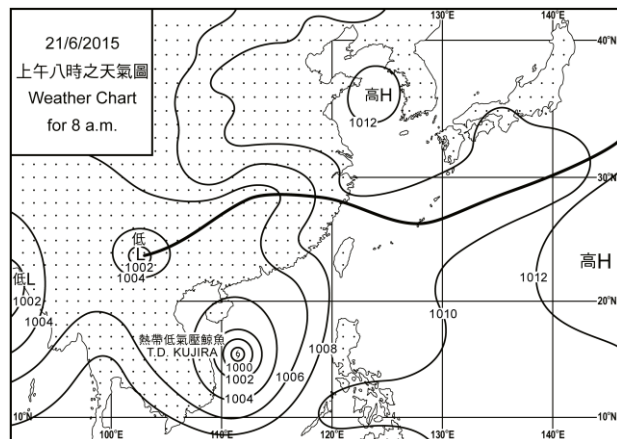 21/6/2015
上午八時之天氣圖
Weather Chart
for 8 a.m.
130°E
140°E
40°N
高H
1012
30°N
低
L
1002
1004
低L
1002
1004
高H
1012
20°N
1010
熱帶低氣壓鯨魚
T.D. KUJIRA
1000
1002
1004
1006
1008
10°N
10°N
100°E
110°E
120°E
130°E
140°E